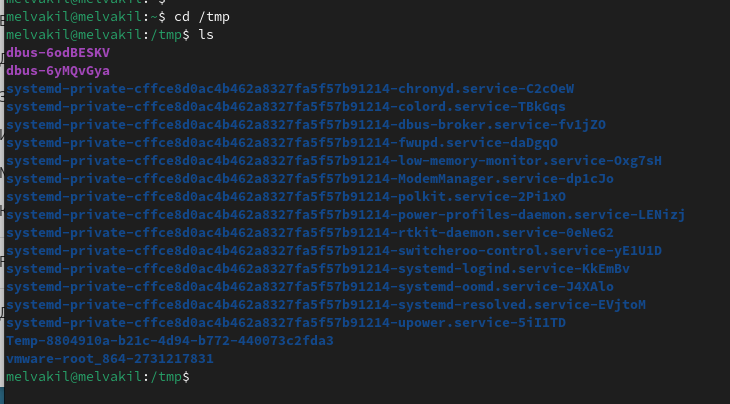 melvakil@melvakil:~$ cd /tmp
melvakil@melvakil:/tmp$ ls
dbus-6odBESKV
dbus-6yMQvGya
systemd-private-cffce8d0ac4b462a8327fa5f57b91214-chronyd.service-C2cOeW
systemd-private-cffce8d0ac4b462a8327fa5f57b91214-colord.service-TBkGqs
systemd-private-cffce8d0ac4b462a8327fa5f57b91214-dbus-broker.service-fv1jZO
systemd-private-cffce8d0ac4b462a8327fa5f57b91214-fwupd.service-daDgqO
systemd-private-cffce8d0ac4b462a8327fa5f57b91214-low-memory-monitor.service-Oxg7sH
systemd-private-cffce8d0ac4b462a8327fa5f57b91214-ModemManager.service-dp1cJo
systemd-private-cffce8d0ac4b462a8327fa5f57b91214-polkit.service-2Pi1xO
systemd-private-cffce8d0ac4b462a8327fa5f57b91214-power-profiles-daemon.service-LENizj
systemd-private-cffce8d0ac4b462a8327fa5f57b91214-rtkit-daemon.service-0eNeG2
systemd-private-cffce8d0ac4b462a8327fa5f57b91214-switcheroo-control.service-yE1U1D
systemd-private-cffce8d0ac4b462a8327fa5f57b91214-systemd-logind.service-KkEmBv
systemd-private-cffce8d0ac4b462a8327fa5f57b91214-systemd-oomd.service-J4XAlo
systemd-private-cffce8d0ac4b462a8327fa5f57b91214-systemd-resolved.service-EVjtoM
systemd-private-cffce8d0ac4b462a8327fa5f57b91214-upower.service-5iI1TD
Temp-8804910a-b21c-4d94-b772-440073c2fda3
vmware-root_864-2731217831
melvakil@melvakil:/tmp$